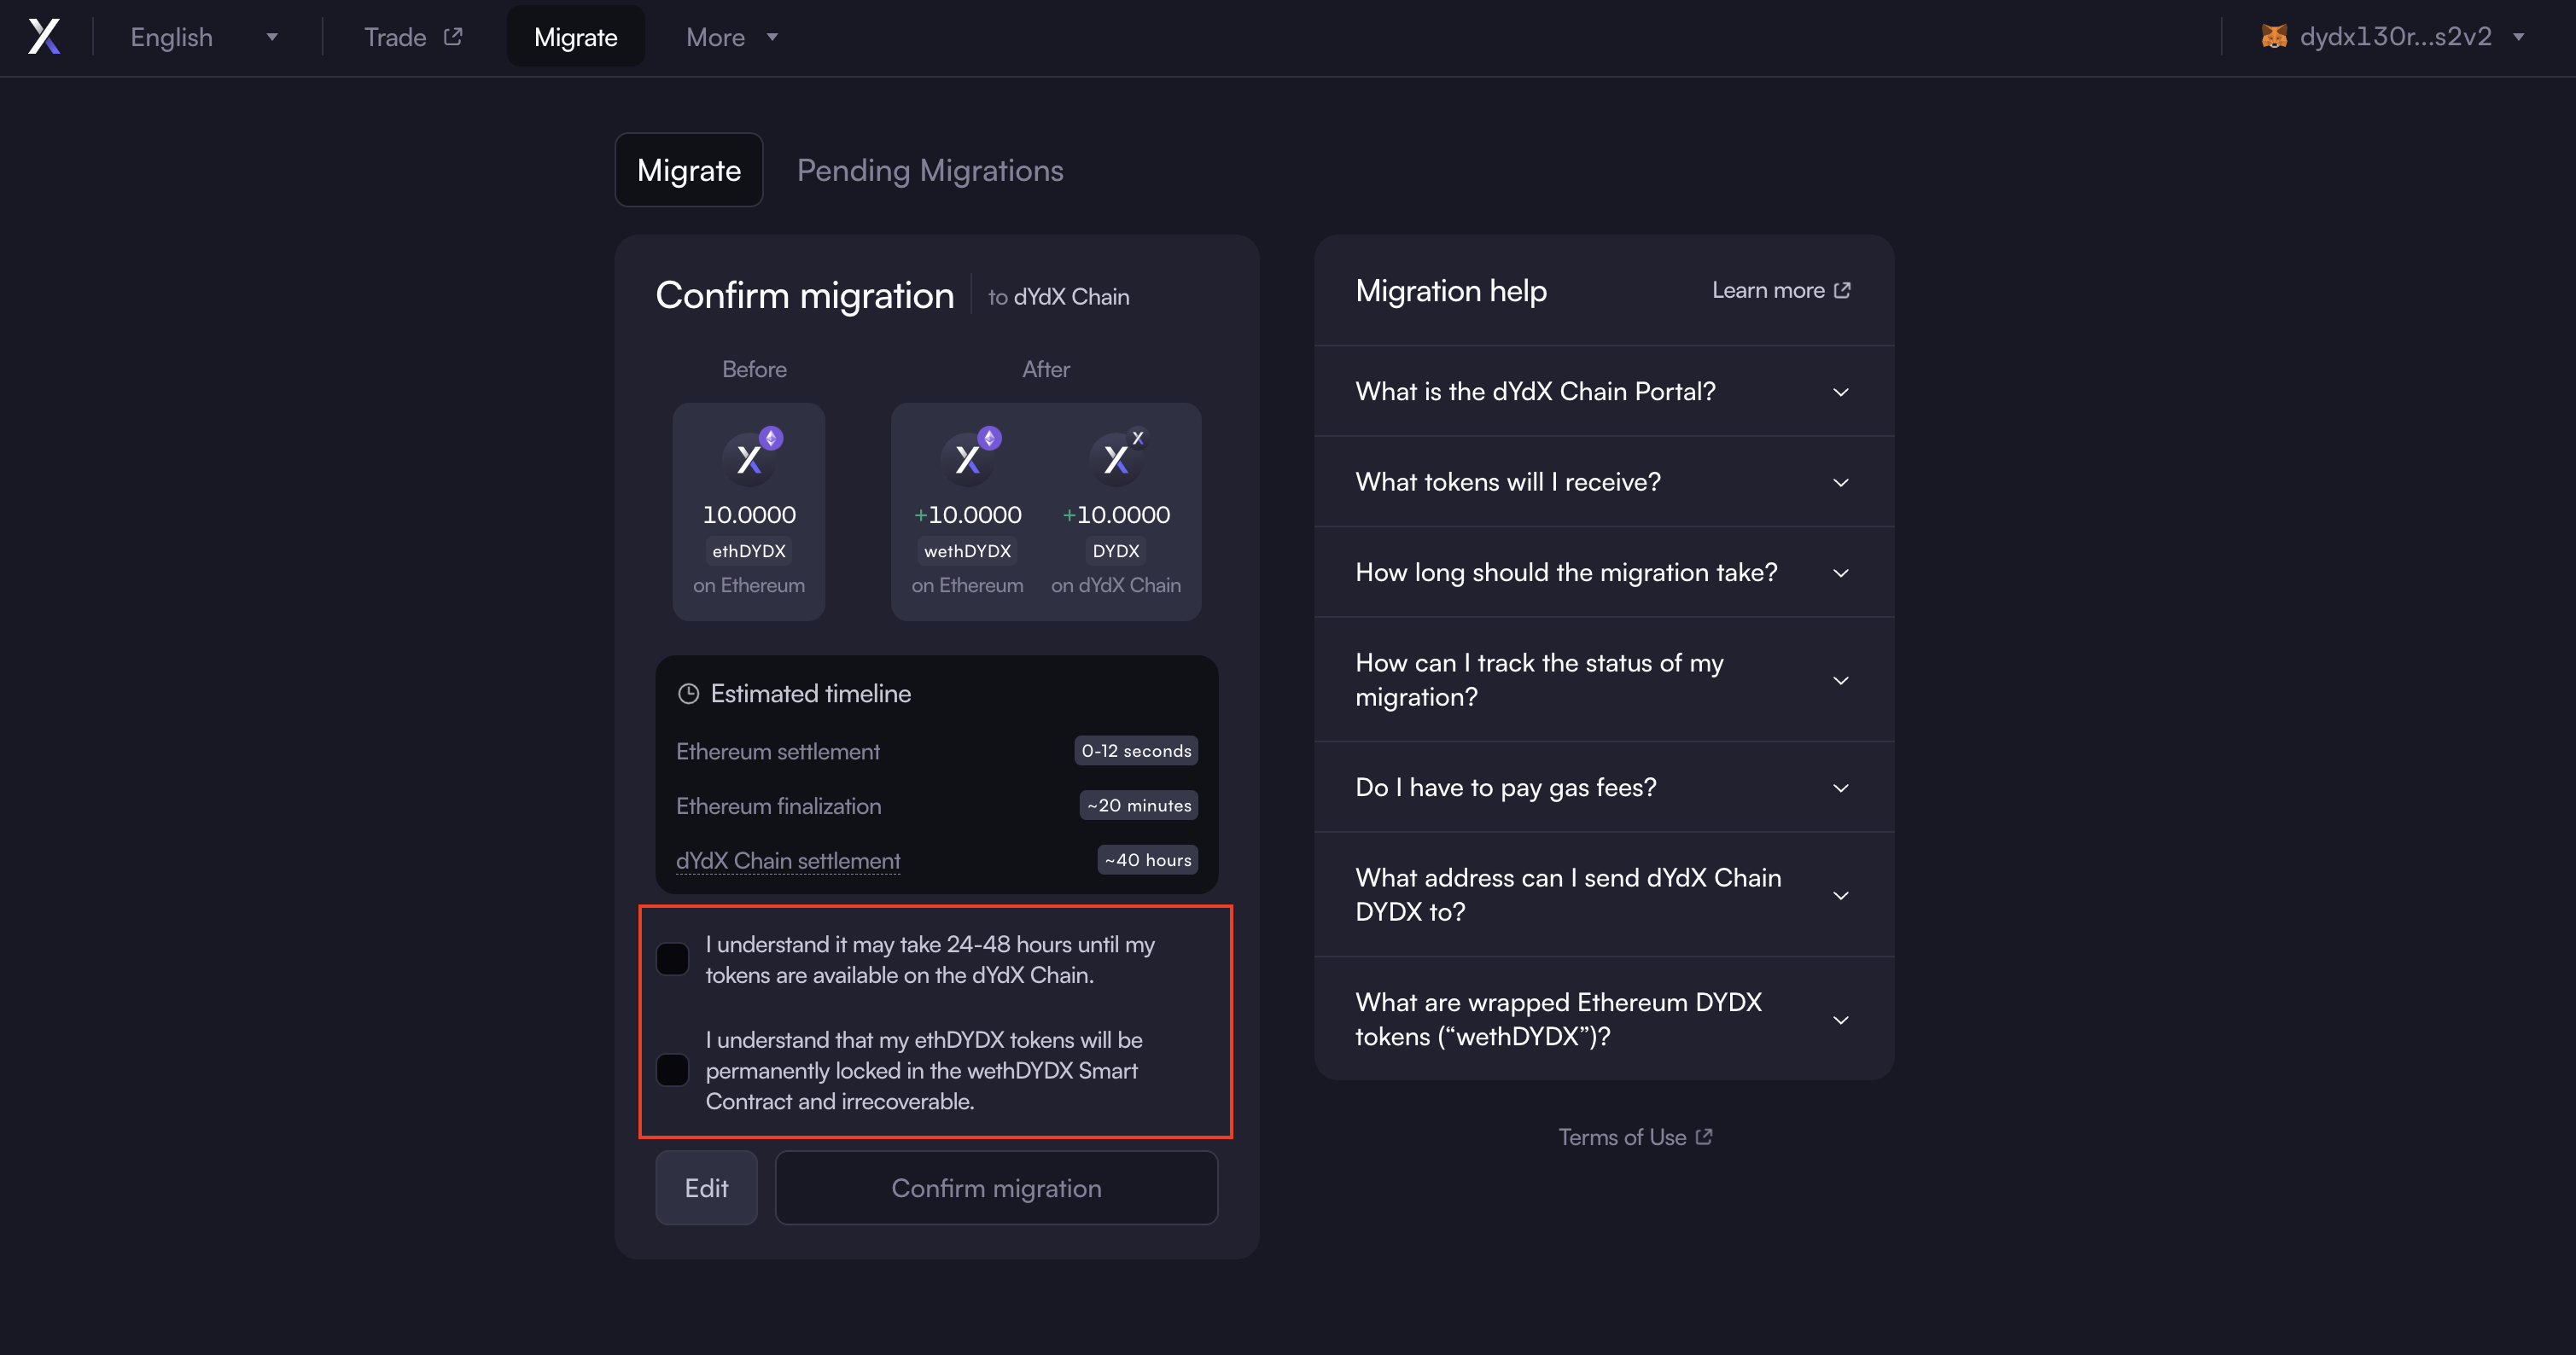 English
Trade
Migrate
More
dydx130r...s2v2
Migrate
Pending Migrations
Confirm migration
to dYdX Chain
Before
After
10.0000
ethDYDX
on Ethereum
+10.0000
wethDYDX
on Ethereum
+10.0000
DYDX
on dYdX Chain
Estimated timeline
Ethereum settlement
0-12 seconds
Ethereum finalization
~20 minutes
dYdX Chain settlement
~40 hours
I understand it may take 24-48 hours until my
tokens are available on the dYdX Chain.
I understand that my ethDYDX tokens will be
permanently locked in the wethDYDX Smart
Contract and irrecoverable.
Edit
Confirm migration
Migration help
Learn more
What is the dYdX Chain Portal?
What tokens will I receive?
How long should the migration take?
How can I track the status of my
migration?
Do I have to pay gas fees?
What address can I send dYdX Chain
DYDX to?
What are wrapped Ethereum DYDX
tokens (“wethDYDX”)?
Terms of Use